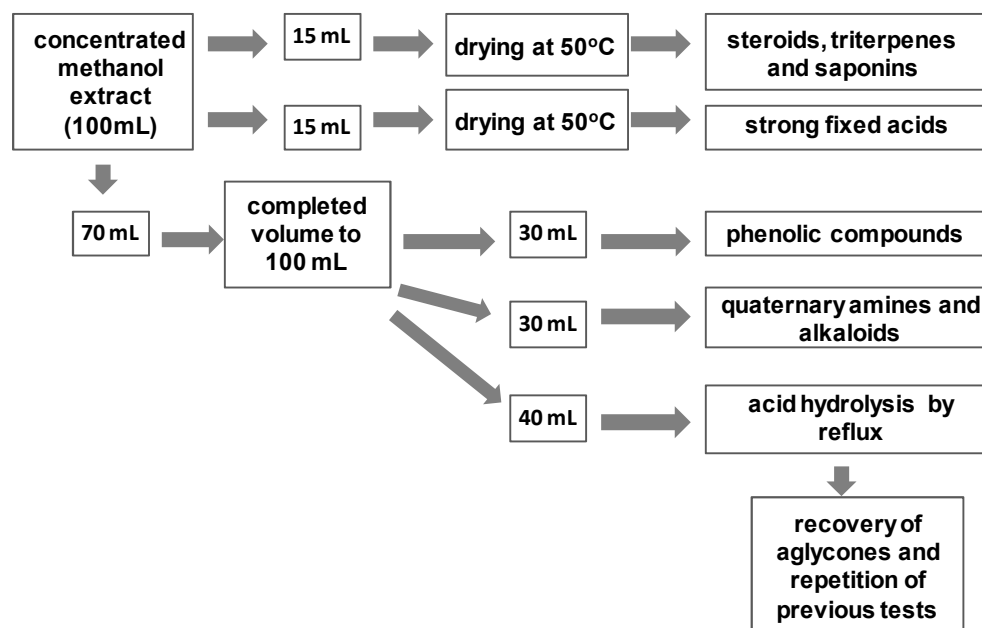 concentrated
methanol
extract
(100mL)
15 mL
drying at 50°C
steroids, triterpenes
and saponins
15 mL
drying at 50°C
strong fixed acids
70 mL
completed
volume to
100 mL
30 mL
phenolic compounds
30 mL
quaternary amines and
alkaloids
40 mL
acid hydrolysis by
reflux
recovery of
aglycones and
repetition of
previous tests